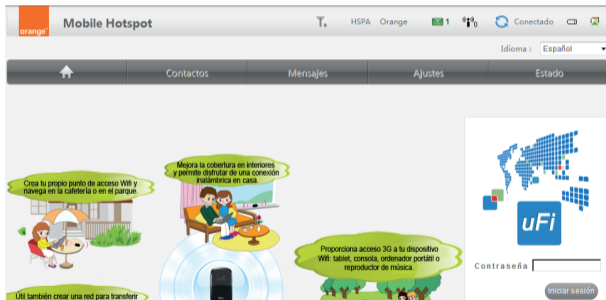 orange
Mobile Hotspot
HSPA Orange 1 0 Conectado
Idioma : Español
Contactos Mensajes Ajustes Estado
Crea tu propio punto de acceso Wifi y
navega en la cafetería o en el parque.
Mejora la cobertura en interiores
y permite disfrutar de una conexión
inalámbrica en casa.
Proporciona acceso 3G a tu dispositivo
Wifi: tablet, consola, ordenador portátil o
reproductor de música.
Útil también crear una red para transferir
uFi
Contraseña
Iniciar sesión